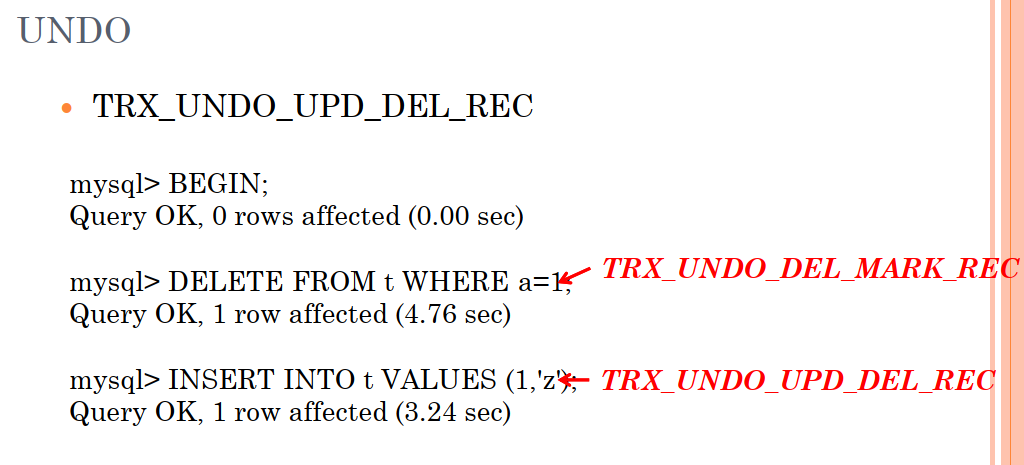 UNDO
TRX_UNDO_UPD_DEL_REC
mysql> BEGIN;
Query OK, 0 rows affected (0.00 sec)
mysql> DELETE FROM t WHERE a=1;
TRX_UNDO_DEL_MARK_REC
Query OK, 1 row affected (4.76 sec)
mysql> INSERT INTO t VALUES (1,'z');
TRX_UNDO_UPD_DEL_REC
Query OK, 1 row affected (3.24 sec)